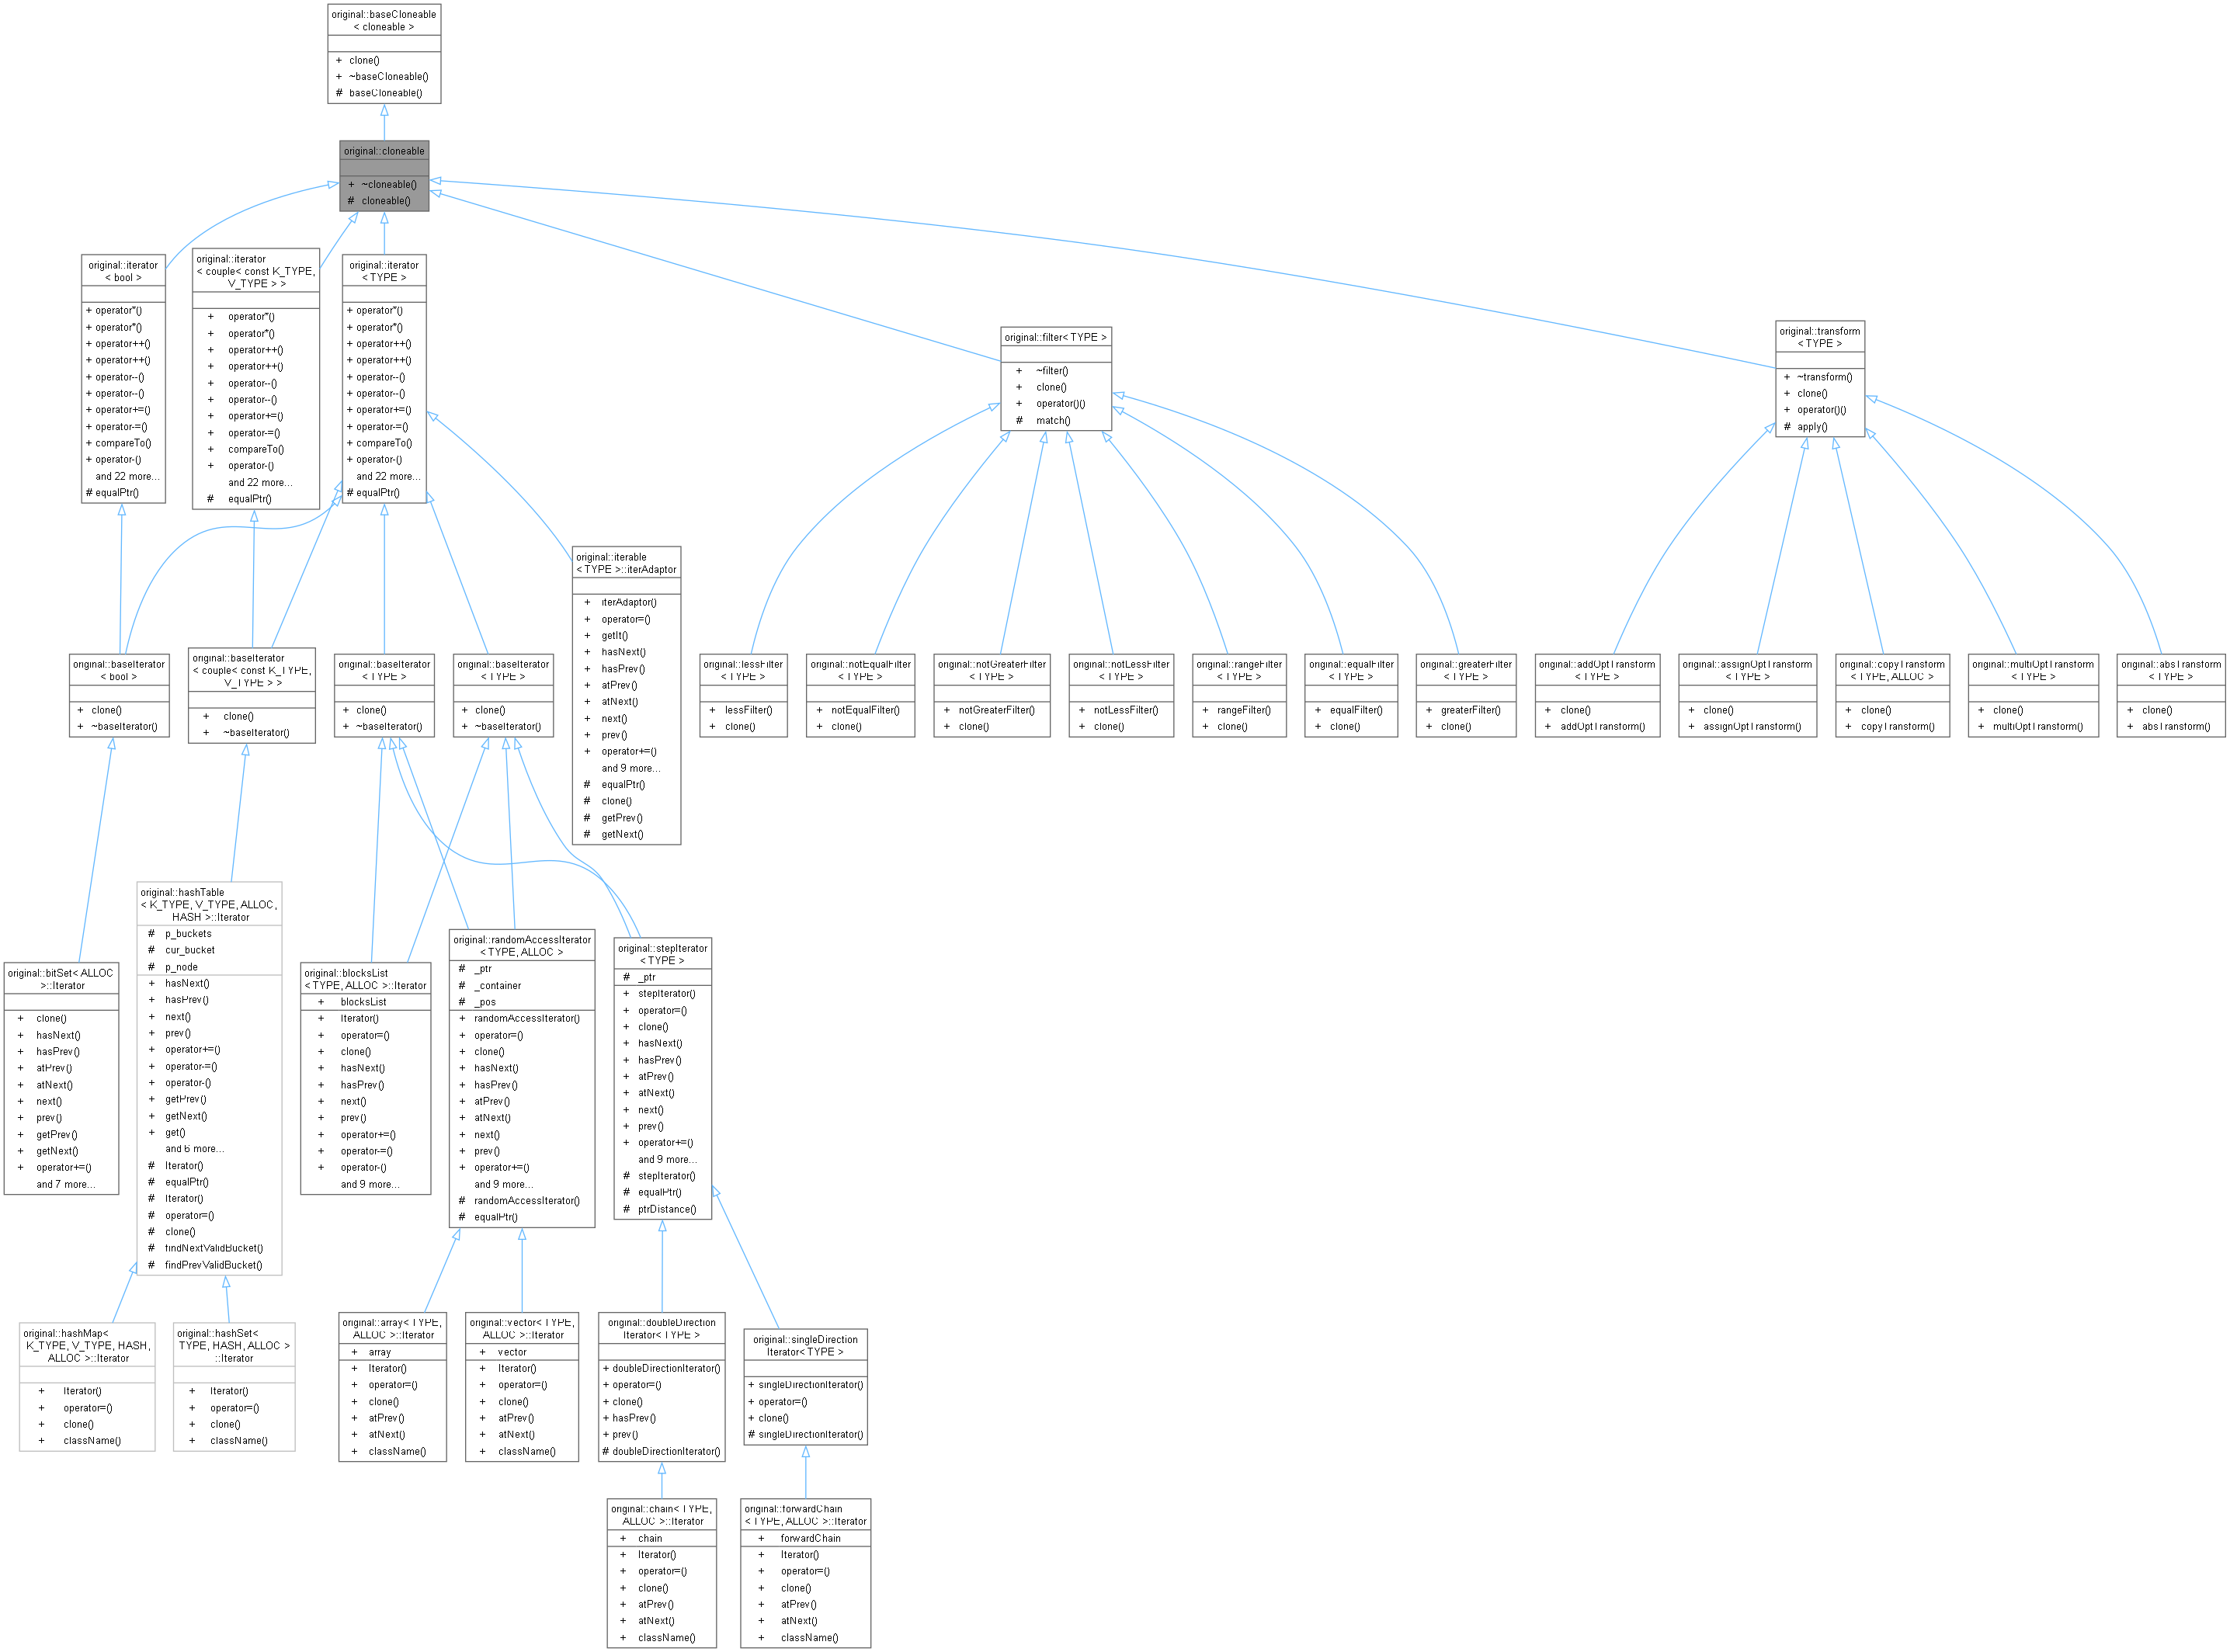 original::baseCloneable
< cloneable >
+ clone()
+ ~baseCloneable()
# baseCloneable()
original::cloneable
+ ~cloneable()
# cloneable()
original::iterator
< bool >
+ operator*()
+ operator*()
+ operator++()
+ operator++()
+ operator--()
+ operator--()
+ operator+=()
+ operator-=()
+ compareTo()
+ operator-()
and 22 more...
# equalPtr()
original::iterator
< couple< const K_TYPE,
V_TYPE > >
+ operator*()
+ operator*()
+ operator++()
+ operator++()
+ operator--()
+ operator--()
+ operator+=()
+ operator-=()
+ compareTo()
+ operator-()
and 22 more...
# equalPtr()
original::iterator
< TYPE >
+ operator*()
+ operator*()
+ operator++()
+ operator++()
+ operator--()
+ operator--()
+ operator+=()
+ operator-=()
+ compareTo()
+ operator-()
and 22 more...
# equalPtr()
original::filter< TYPE >
+ ~filter()
+ clone()
+ operator()()
# match()
original::transform
< TYPE >
+ ~transform()
+ clone()
+ operator()()
# apply()
original::iterable
< TYPE >::iterAdaptor
+ iterAdaptor()
+ operator=()
+ getIt()
+ hasNext()
+ hasPrev()
+ atPrev()
+ atNext()
+ next()
+ prev()
+ operator+=()
and 9 more...
# equalPtr()
# clone()
# getPrev()
# getNext()
original::baseIterator
< bool >
+ clone()
+ ~baseIterator()
original::baseIterator
< couple< const K_TYPE,
V_TYPE > >
+ clone()
+ ~baseIterator()
original::baseIterator
< TYPE >
+ clone()
+ ~baseIterator()
original::baseIterator
< TYPE >
+ clone()
+ ~baseIterator()
original::lessFilter
< TYPE >
+ lessFilter()
+ clone()
original::notEqualFilter
< TYPE >
+ notEqualFilter()
+ clone()
original::notGreaterFilter
< TYPE >
+ notGreaterFilter()
+ clone()
original::notLessFilter
< TYPE >
+ notLessFilter()
+ clone()
original::rangeFilter
< TYPE >
+ rangeFilter()
+ clone()
original::equalFilter
< TYPE >
+ equalFilter()
+ clone()
original::greaterFilter
< TYPE >
+ greaterFilter()
+ clone()
original::addOptTransform
< TYPE >
+ clone()
+ addOptTransform()
original::assignOptTransform
< TYPE >
+ clone()
+ assignOptTransform()
original::copyTransform
< TYPE, ALLOC >
+ clone()
+ copyTransform()
original::multiOptTransform
< TYPE >
+ clone()
+ multiOptTransform()
original::absTransform
< TYPE >
+ clone()
+ absTransform()
original::bitSet< ALLOC
>::Iterator
+ clone()
+ hasNext()
+ hasPrev()
+ atPrev()
+ atNext()
+ next()
+ prev()
+ getPrev()
+ getNext()
+ operator+=()
and 7 more...
original::hashTable
< K_TYPE, V_TYPE, ALLOC,
HASH >::Iterator
# p_buckets
# cur_bucket
# p_node
+ hasNext()
+ hasPrev()
+ next()
+ prev()
+ operator+=()
+ operator-=()
+ operator-()
+ getPrev()
+ getNext()
+ get()
and 6 more...
# Iterator()
# equalPtr()
# Iterator()
# operator=()
# clone()
# findNextValidBucket()
# findPrevValidBucket()
original::blocksList
< TYPE, ALLOC >::Iterator
+ blocksList
+ Iterator()
+ operator=()
+ clone()
+ hasNext()
+ hasPrev()
+ next()
+ prev()
+ operator+=()
+ operator-=()
+ operator-()
and 9 more...
original::randomAccessIterator
< TYPE, ALLOC >
# _ptr
# _container
# _pos
+ randomAccessIterator()
+ operator=()
+ clone()
+ hasNext()
+ hasPrev()
+ atPrev()
+ atNext()
+ next()
+ prev()
+ operator+=()
and 9 more...
# randomAccessIterator()
# equalPtr()
original::stepIterator
< TYPE >
# _ptr
+ stepIterator()
+ operator=()
+ clone()
+ hasNext()
+ hasPrev()
+ atPrev()
+ atNext()
+ next()
+ prev()
+ operator+=()
and 9 more...
# stepIterator()
# equalPtr()
# ptrDistance()
original::hashMap<
K_TYPE, V_TYPE, HASH,
ALLOC >::Iterator
+ Iterator()
+ operator=()
+ clone()
+ className()
original::hashSet<
TYPE, HASH, ALLOC >
::Iterator
+ Iterator()
+ operator=()
+ clone()
+ className()
original::array< TYPE,
ALLOC >::Iterator
+ array
+ Iterator()
+ operator=()
+ clone()
+ atPrev()
+ atNext()
+ className()
original::vector< TYPE,
ALLOC >::Iterator
+ vector
+ Iterator()
+ operator=()
+ clone()
+ atPrev()
+ atNext()
+ className()
original::doubleDirection
Iterator< TYPE >
+ doubleDirectionIterator()
+ operator=()
+ clone()
+ hasPrev()
+ prev()
# doubleDirectionIterator()
original::singleDirection
Iterator< TYPE >
+ singleDirectionIterator()
+ operator=()
+ clone()
# singleDirectionIterator()
original::chain< TYPE,
ALLOC >::Iterator
+ chain
+ Iterator()
+ operator=()
+ clone()
+ atPrev()
+ atNext()
+ className()
original::forwardChain
< TYPE, ALLOC >::Iterator
+ forwardChain
+ Iterator()
+ operator=()
+ clone()
+ atPrev()
+ atNext()
+ className()